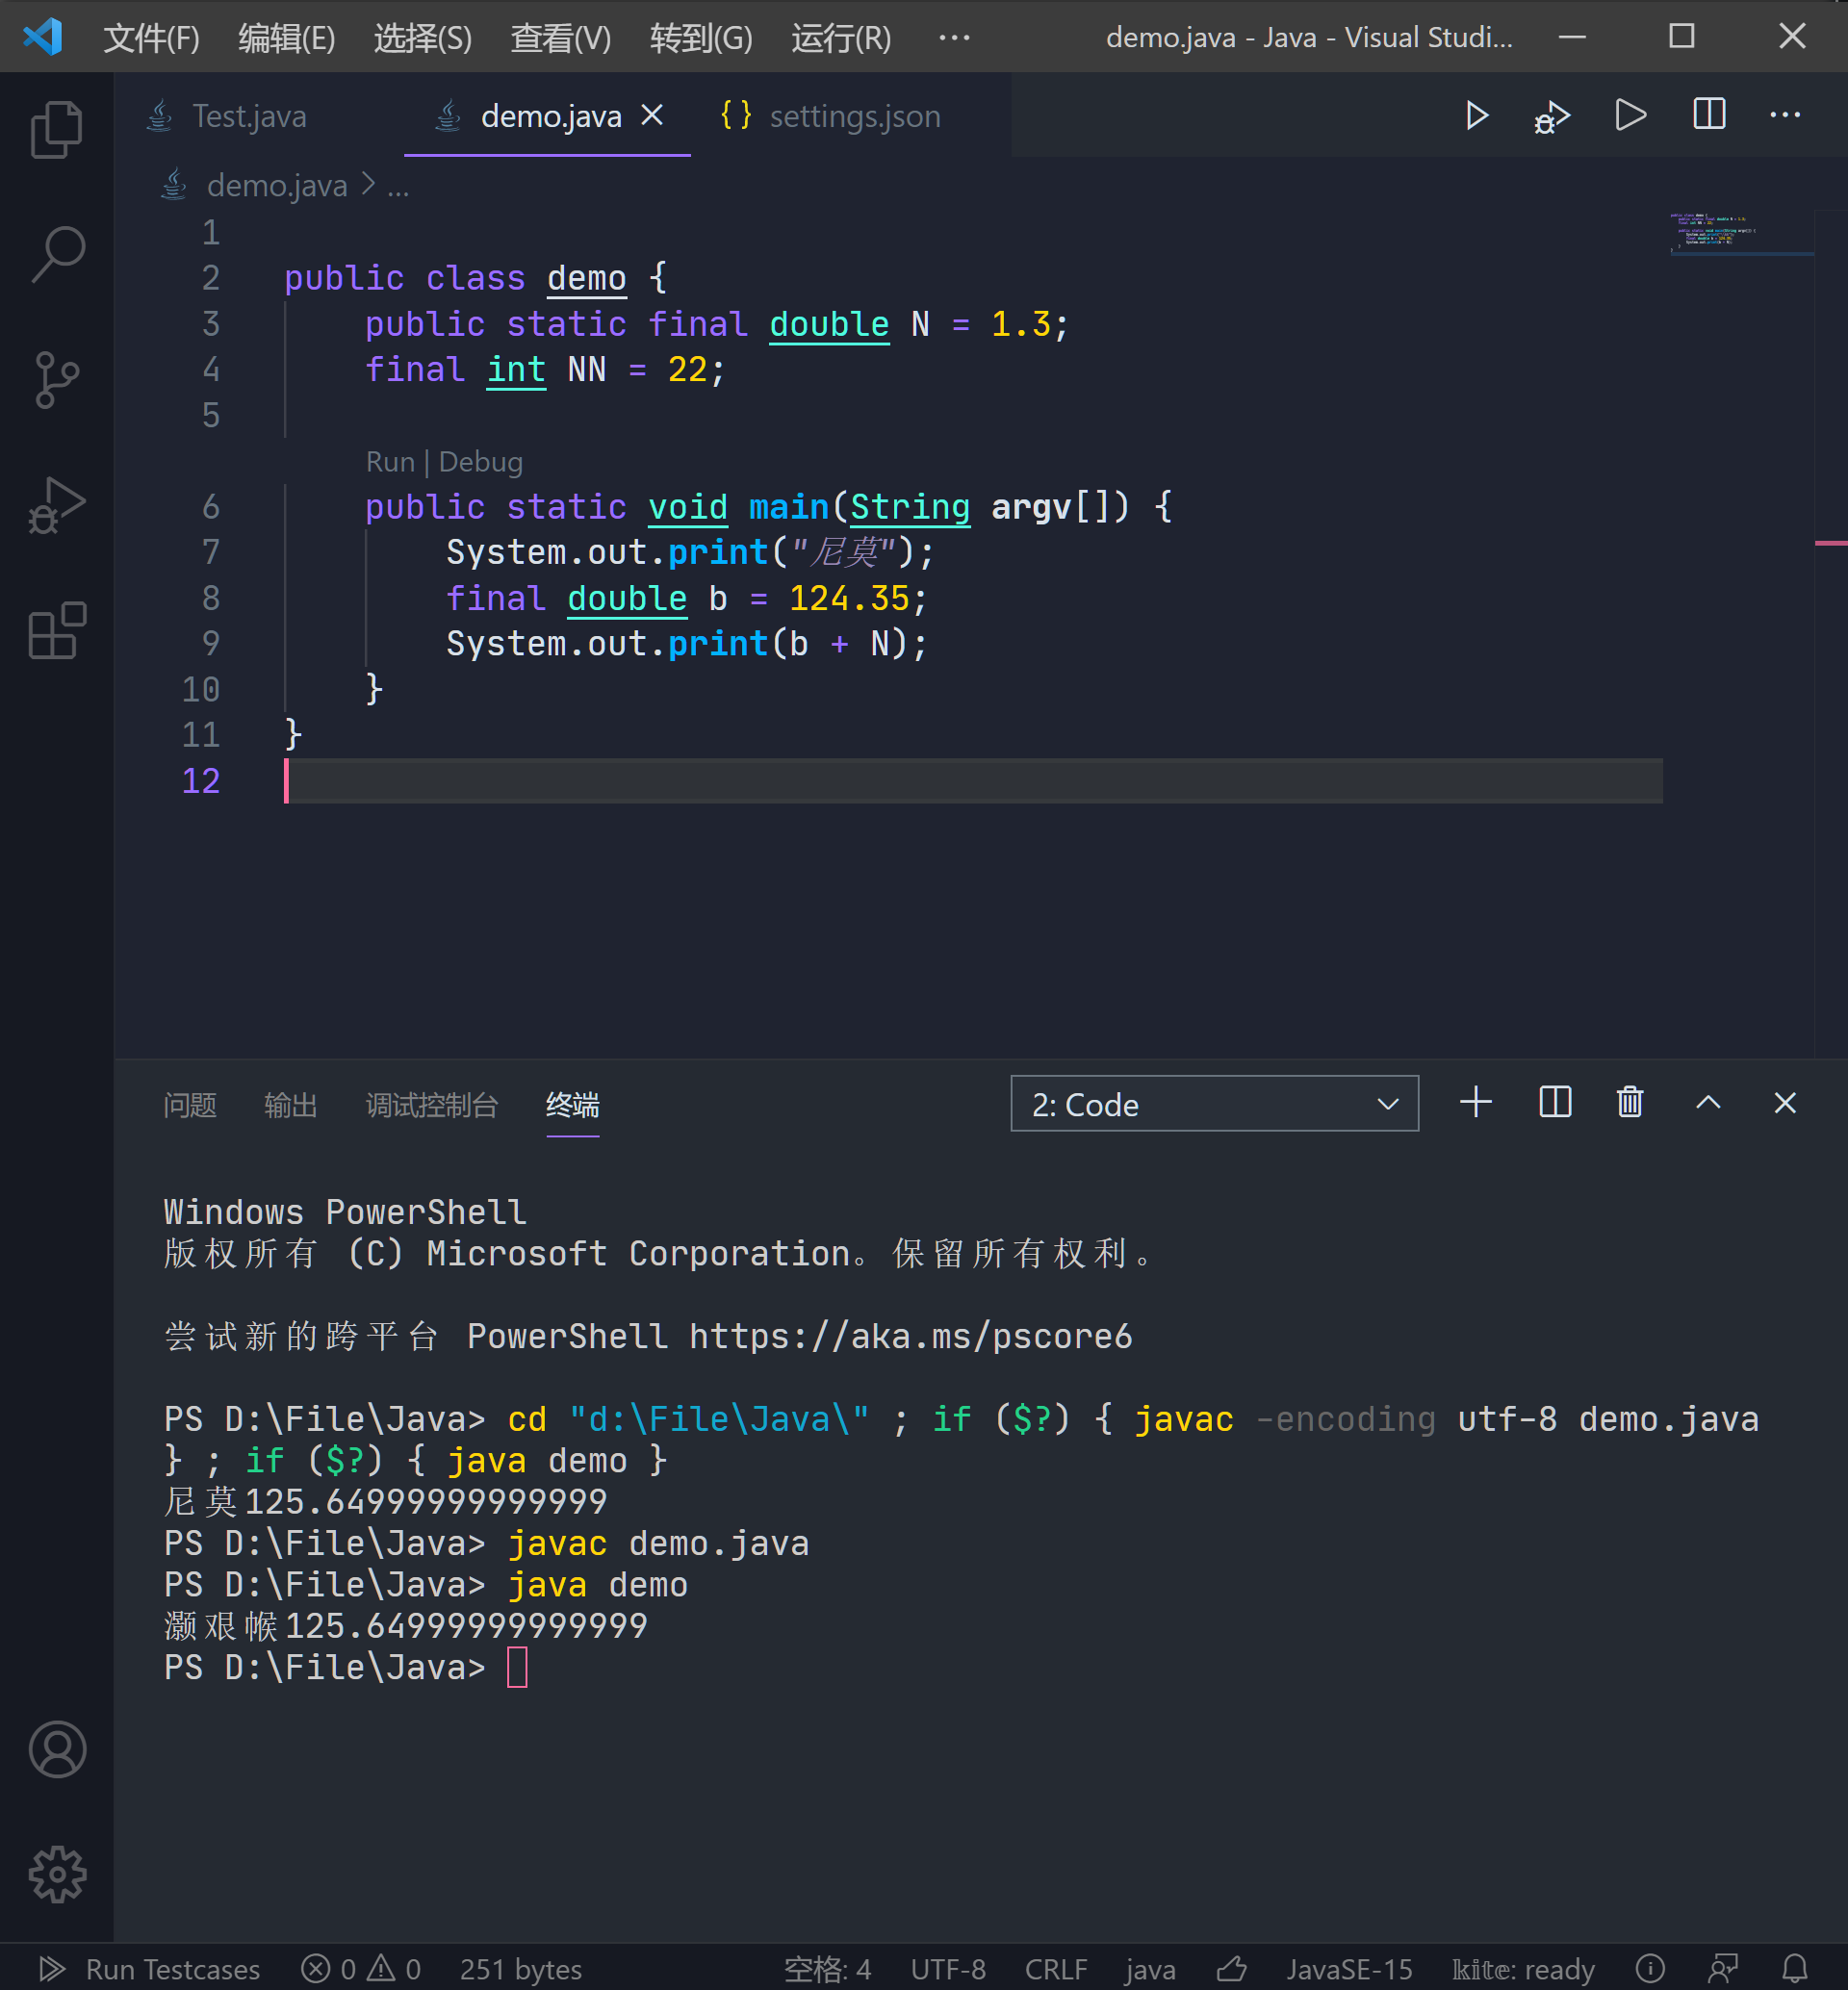 文件(F) 编辑(E) 选择(S) 查看(V) 转到(G) 运行(R) ··· demo.java - Java - Visual Studi...
Test.java demo.java settings.json
demo.java > ...
1
2 public class demo {
3 public static final double N = 1.3;
4 final int NN = 22;
5
Run | Debug
6 public static void main(String argv[]) {
7 System.out.print("尼莫");
8 final double b = 124.35;
9 System.out.print(b + N);
10 }
11 }
12
问题 输出 调试控制台 终端 2: Code
Windows PowerShell
版权所有 (C) Microsoft Corporation。保留所有权利。
尝试新的跨平台 PowerShell https://aka.ms/pscore6
PS D:\File\Java> cd "d:\File\Java\" ; if ($?) { javac -encoding utf-8 demo.java
} ; if ($?) { java demo }
尼莫125.64999999999999
PS D:\File\Java> javac demo.java
PS D:\File\Java> java demo
灏艰帿125.64999999999999
PS D:\File\Java>
Run Testcases 0 0 251 bytes 空格: 4 UTF-8 CRLF java JavaSE-15 kite: ready